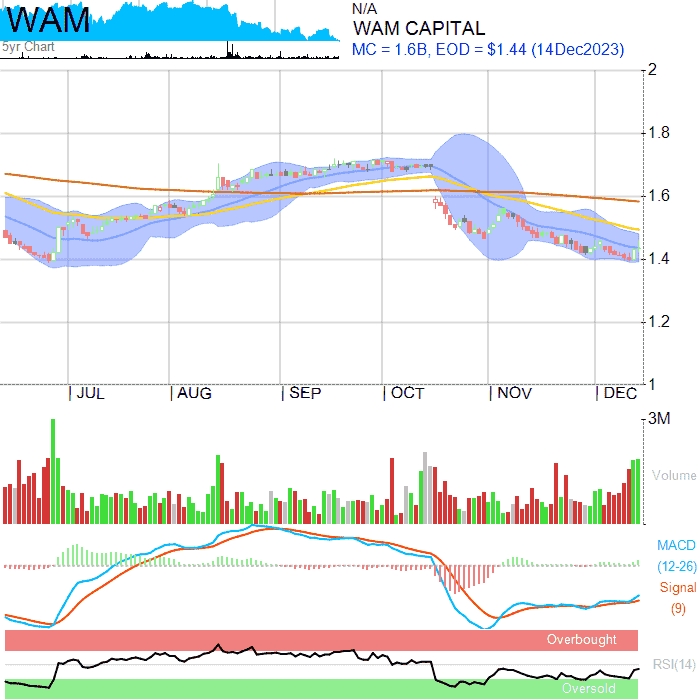 WAM
5yr Chart
N/A
WAM CAPITAL
MC = 1.6B, EOD = $1.44 (14Dec2023)
2
1.8
1.6
1.4
1.2
1
JUL
AUG
SEP
OCT
NOV
DEC
3M
Volume
MACD
(12-26)
Signal
(9)
Overbought
RSI(14)
Oversold